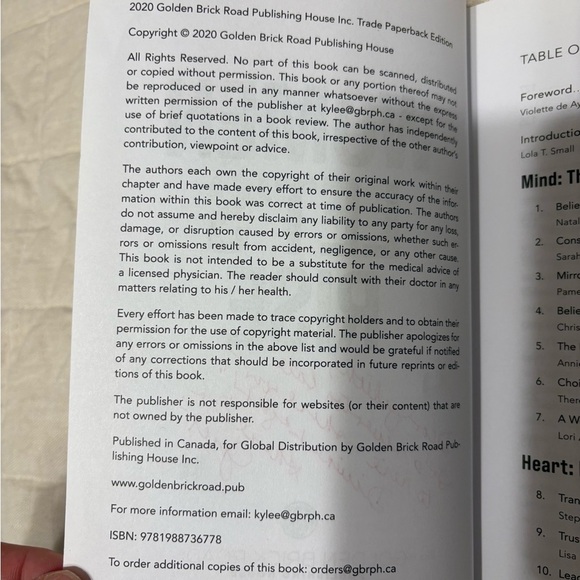 2020 Golden Brick Road Publishing House Inc. Trade Paperback Edition
Copyright © 2020 Golden Brick Road Publishing House
All Rights Reserved. No part of this book can be scanned, distributed
or copied without permission. This book or any portion thereof may not
be reproduced or used in any manner whatsoever without the express
written permission of the publisher at kylee@gbrph.ca - except for the
use of brief quotations in a book review. The author has independently
contributed to the content of this book, irrespective of the other author's
contribution, viewpoint or advice.
The authors each own the copyright of their original work within their
chapter and have made every effort to ensure the accuracy of the infor-
mation within this book was correct at time of publication. The authors
do not assume and hereby disclaim any liability to any party for any loss,
damage, or disruption caused by errors or omissions, whether such er-
rors or omissions result from accident, negligence, or any other cause.
This book is not intended to be a substitute for the medical advice of
a licensed physician. The reader should consult with their doctor in any
matters relating to his / her health.
Every effort has been made to trace copyright holders and to obtain their
permission for the use of copyright material. The publisher apologizes for
any errors or omissions in the above list and would be grateful if notified
of any corrections that should be incorporated in future reprints or edi-
tions of this book.
The publisher is not responsible for websites (or their content) that are
not owned by the publisher.
Published in Canada, for Global Distribution by Golden Brick Road Pub-
lishing House Inc.
www.goldenbrickroad.pub
For more information email: kylee@gbrph.ca
ISBN: 9781988736778
To order additional copies of this book: orders@gbrph.ca
TABLE O
Foreword..
Violette de Ay
Introductio
Lola T. Small
Mind: Th
1. Belie
Natal
2. Cons
Sarah
3. Mirro
Pame
4. Belie
Chris
5. The
Annie
6. Choi
Ther
7. A W
Lori
Heart:
8. Tran
Step
9. Trus
Lisa
10. Lea